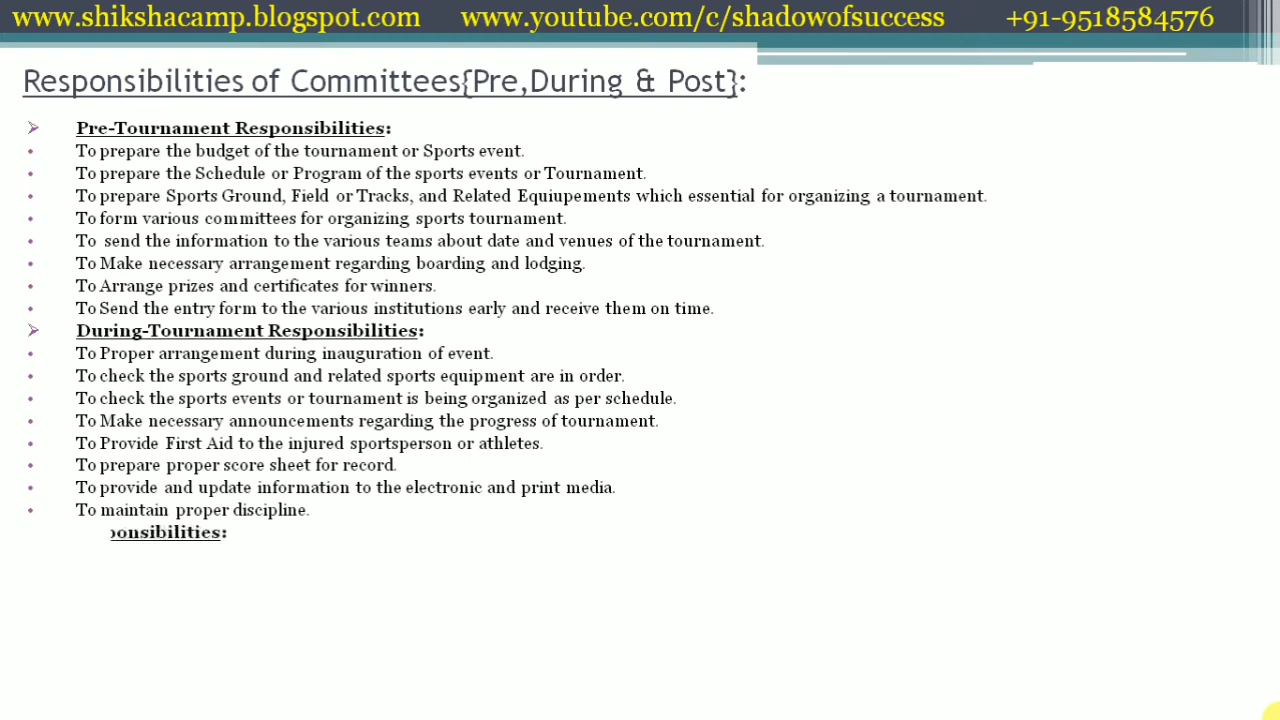 www.shikshacamp.blogspot.com www.youtube.com/c/shadowofsuccess +91-9518584576
Responsibilities of Committees{Pre,During & Post}:
Pre-Tournament Responsibilities:
To prepare the budget of the tournament or Sports event.
To prepare the Schedule or Program of the sports events or Tournament.
To prepare Sports Ground, Field or Tracks, and Related Equiupements which essential for organizing a tournament.
To form various committees for organizing sports tournament.
To send the information to the various teams about date and venues of the tournament.
To Make necessary arrangement regarding boarding and lodging.
To Arrange prizes and certificates for winners.
To Send the entry form to the various institutions early and receive them on time.
During-Tournament Responsibilities:
To Proper arrangement during inauguration of event.
To check the sports ground and related sports equipment are in order.
To check the sports events or tournament is being organized as per schedule.
To Make necessary announcements regarding the progress of tournament.
To Provide First Aid to the injured sportsperson or athletes.
To prepare proper score sheet for record.
To provide and update information to the electronic and print media.
To maintain proper discipline.
ponsibilities: